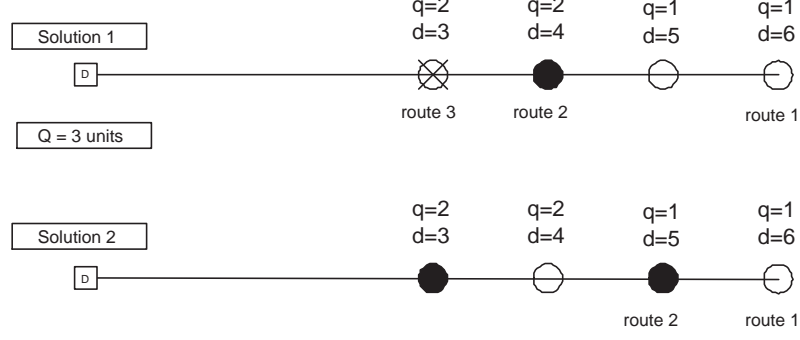 q=2 q=2 q=1 q=1
Solution 1 d=3 d=4 d=5 d=6
D
route 3 route 2 route 1
Q = 3 units
q=2 q=2 q=1 q=1
Solution 2 d=3 d=4 d=5 d=6
D
route 2 route 1